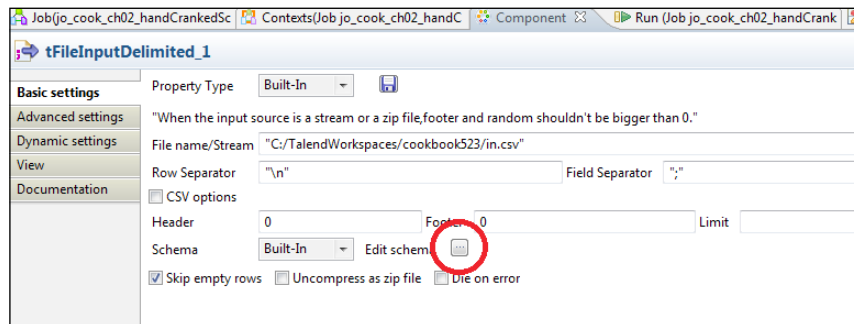 Job(jo_cook_ch02_handCrankedSc Contexts(Job jo_cook_ch02_handC Component Run (Job jo_cook_ch02_handCrank
tFileInputDelimited_1
Basic settings
Advanced settings
Dynamic settings
View
Documentation
Property Type Built-In
"When the input source is a stream or a zip file,footer and random shouldn't be bigger than 0."
File name/Stream "C:/TalendWorkspaces/cookbook523/in.csv"
Row Separator "\n" Field Separator ";"
CSV options
Header 0 Footer 0 Limit
Schema Built-In Edit schema ...
Skip empty rows Uncompress as zip file Die on error